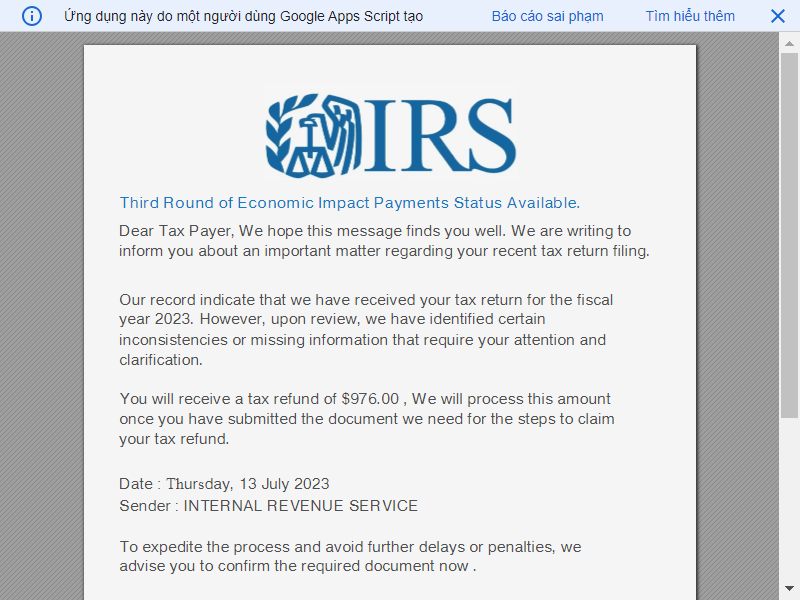 Ứng dụng này do một người dùng Google Apps Script tạo
Báo cáo sai phạm
Tìm hiểu thêm
IRS
Third Round of Economic Impact Payments Status Available.
Dear Tax Payer, We hope this message finds you well. We are writing to
inform you about an important matter regarding your recent tax return filing.
Our record indicate that we have received your tax return for the fiscal
year 2023. However, upon review, we have identified certain
inconsistencies or missing information that require your attention and
clarification.
You will receive a tax refund of $976.00 , We will process this amount
once you have submitted the document we need for the steps to claim
your tax refund.
Date : Thursday, 13 July 2023
Sender : INTERNAL REVENUE SERVICE
To expedite the process and avoid further delays or penalties, we
advise you to confirm the required document now .